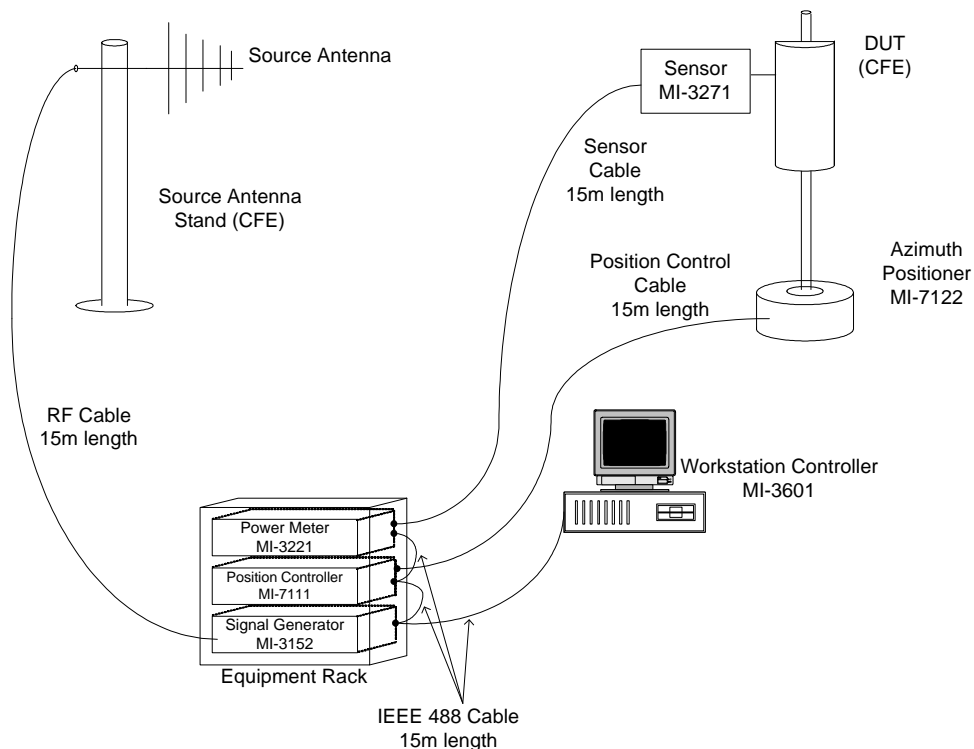 Source Antenna
DUT
(CFE)
Sensor
MI-3271
Sensor
Cable
15m length
Source Antenna
Stand (CFE)
Position Control
Cable
15m length
Azimuth
Positioner
MI-7122
RF Cable
15m length
Workstation Controller
MI-3601
Power Meter
MI-3221
Position Controller
MI-7111
Signal Generator
MI-3152
Equipment Rack
IEEE 488 Cable
15m length